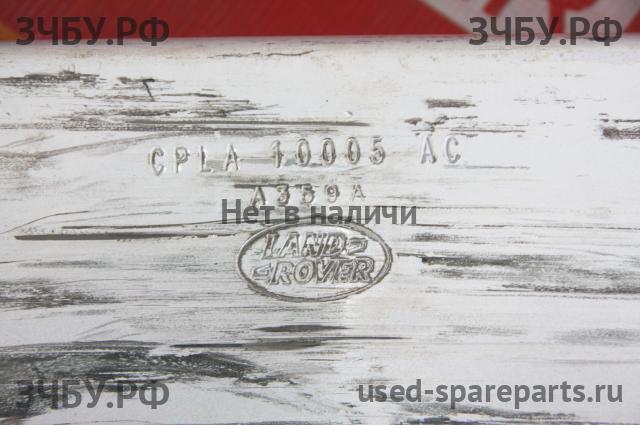 ЗЧБУ.РФ ЗЧБУ.РФ
CPLA 10005 AC
A359A
Нет в наличи
LAND
ROVER
ЗЧБУ.РФ used-spareparts.ru